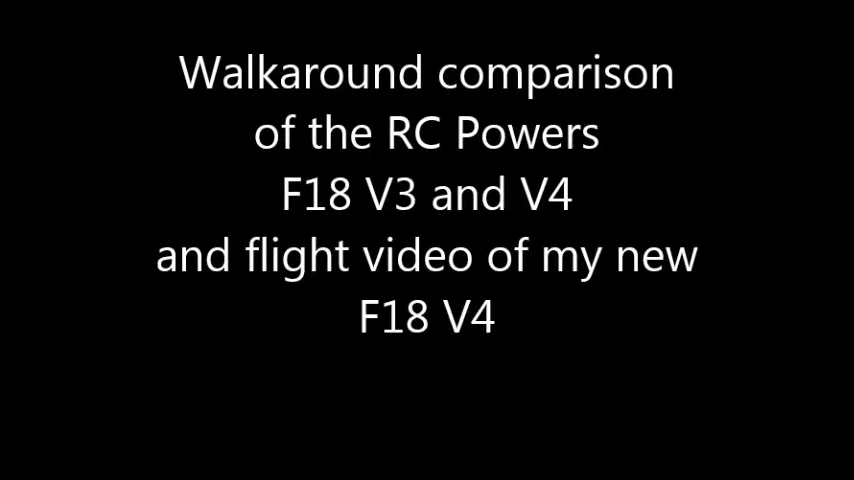 Walkaround comparison
of the RC Powers
F18 V3 and V4
and flight video of my new
F18 V4